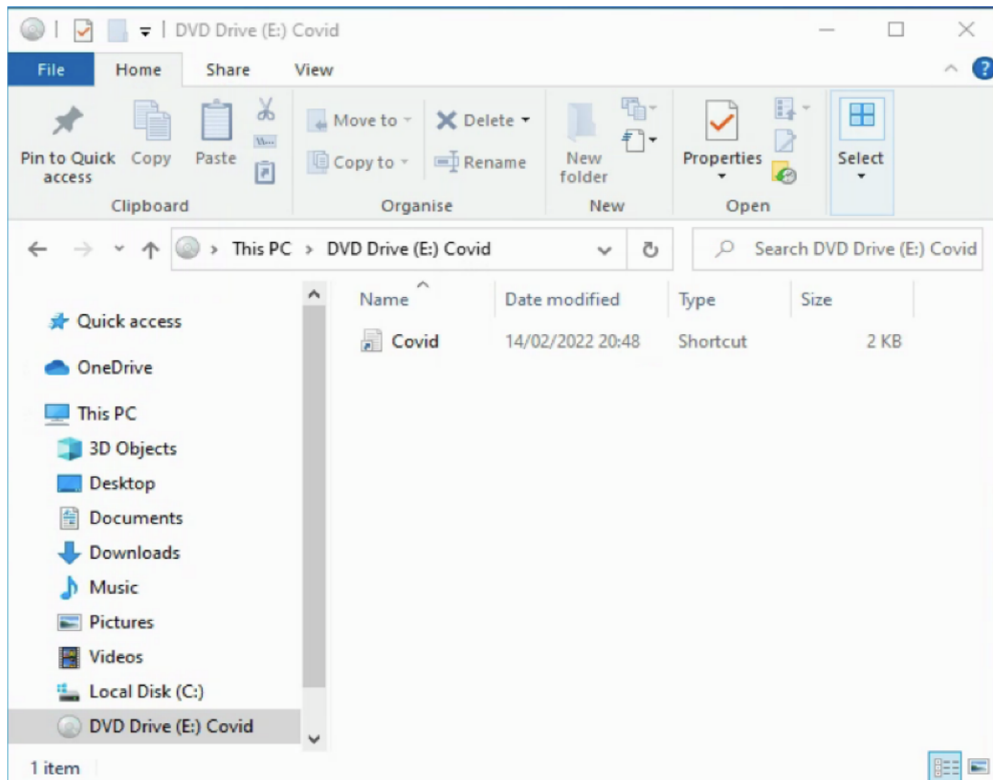 DVD Drive (E:) Covid
File Home Share View
Pin to Quick access
Copy
Paste
Clipboard
Move to
Copy to
Delete
Rename
Organise
New folder
New
Properties
Open
Select
This PC > DVD Drive (E:) Covid
Search DVD Drive (E:) Covid
Name Date modified Type Size
Covid 14/02/2022 20:48 Shortcut 2 KB
Quick access
OneDrive
This PC
3D Objects
Desktop
Documents
Downloads
Music
Pictures
Videos
Local Disk (C:)
DVD Drive (E:) Covid
1 item